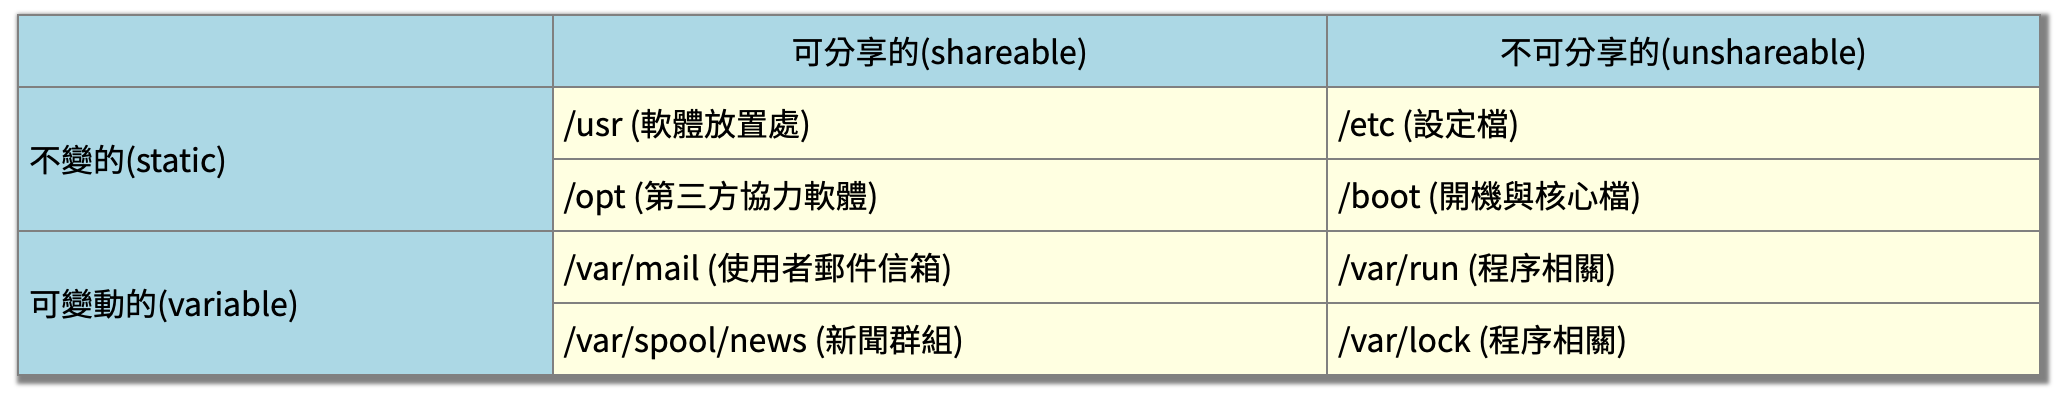 可分享的(shareable)
不可分享的(unshareable)
不變的(static)
/usr (軟體放置處)
/etc (設定檔)
/opt (第三方協力軟體)
/boot (開機與核心檔)
可變動的(variable)
/var/mail (使用者郵件信箱)
/var/run (程序相關)
/var/spool/news (新聞群組)
/var/lock (程序相關)